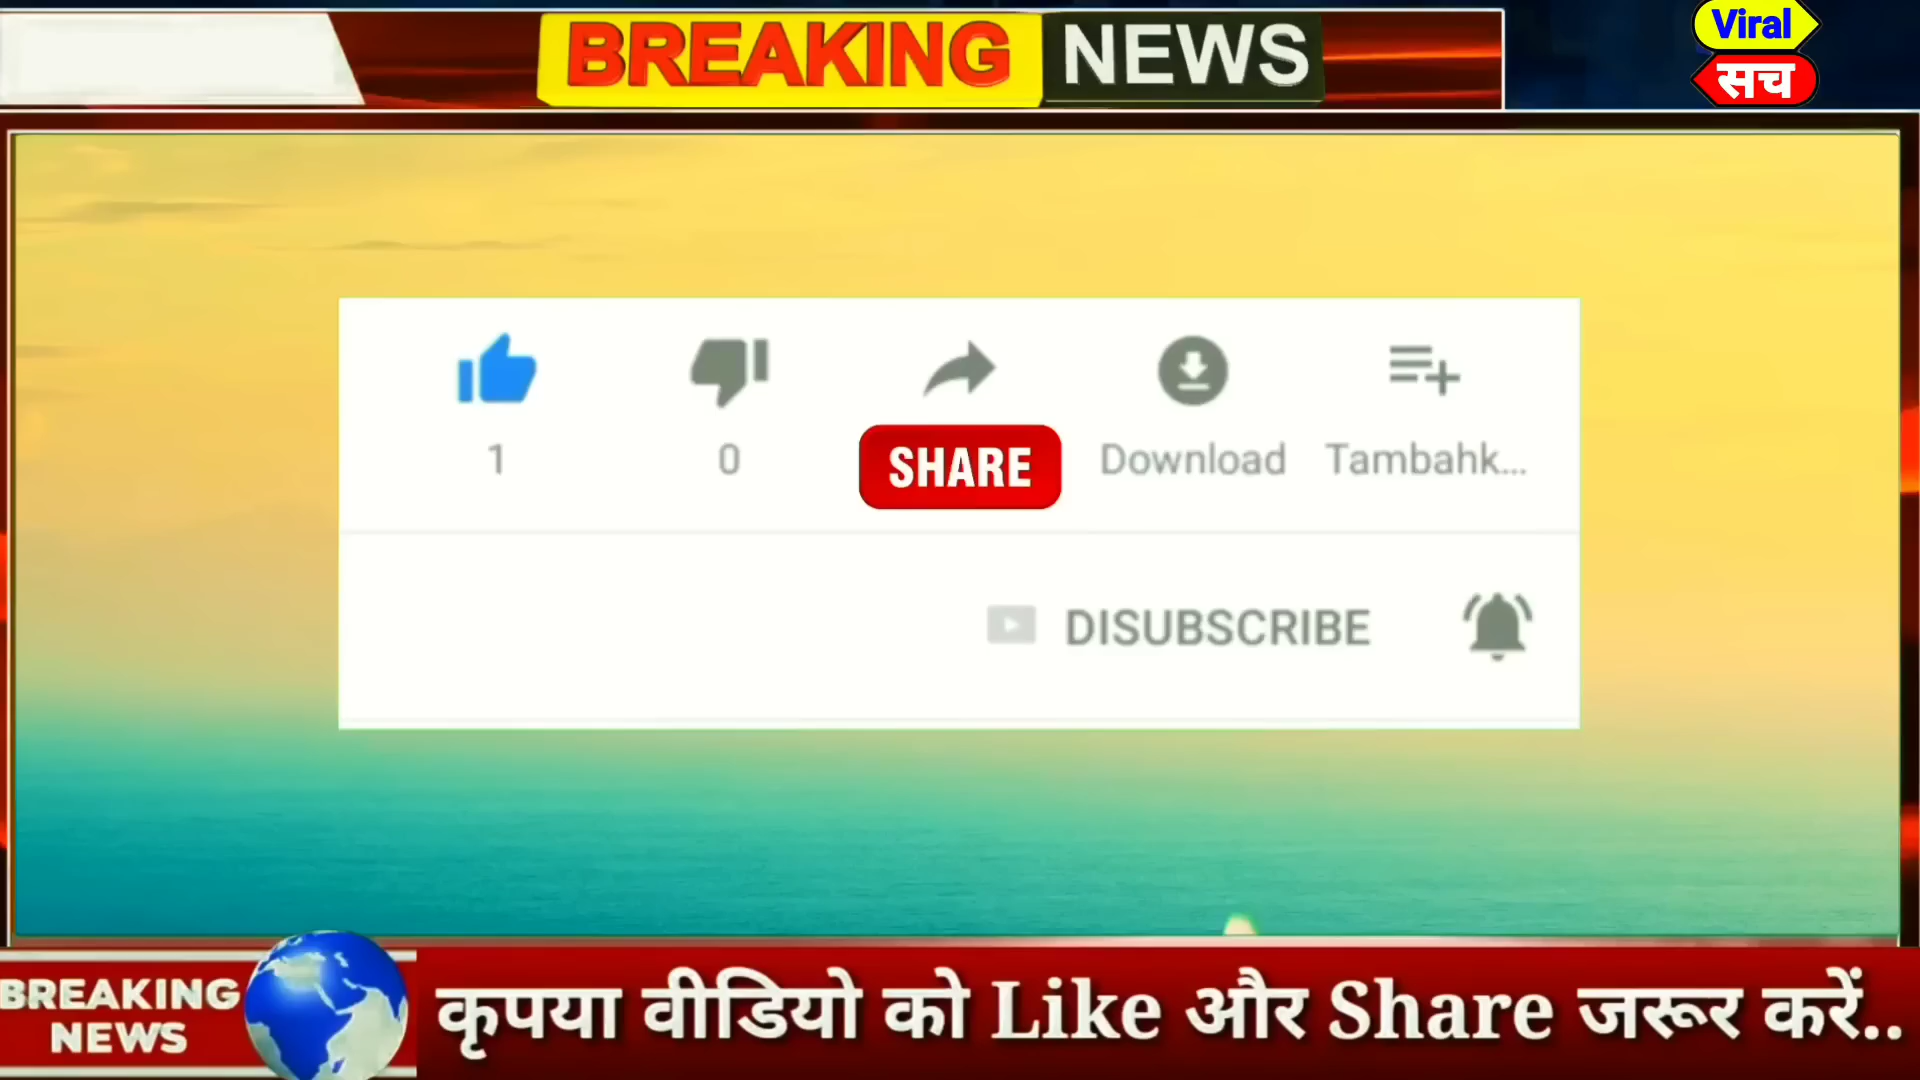 BREAKING NEWS
Viral
सच
1 0 SHARE Download Tambahk...
DISUBSCRIBE
BREAKING
NEWS
कृपया वीडियो को Like और Share जरूर करें..